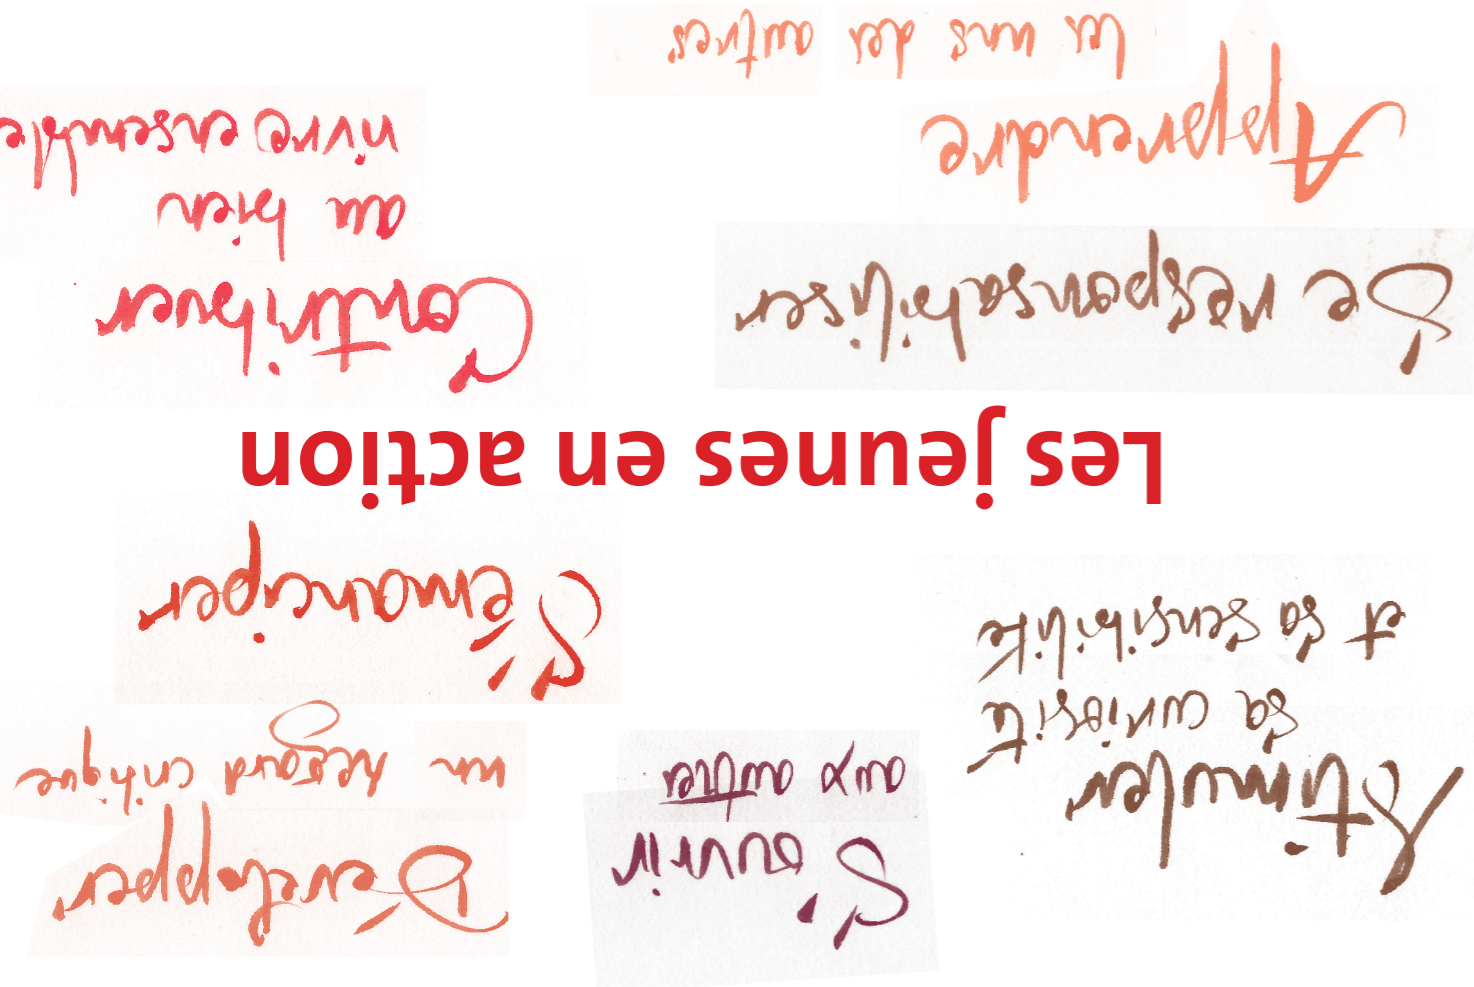 Stimuler
sa curiosité
et sa sensibilité
S'ouvrir
aux autres
Développer
un regard critique
S'émanciper
Les jeunes en action
Se responsabiliser
Apprendre
les uns des autres
Contribuer
au bien
vivre ensemble